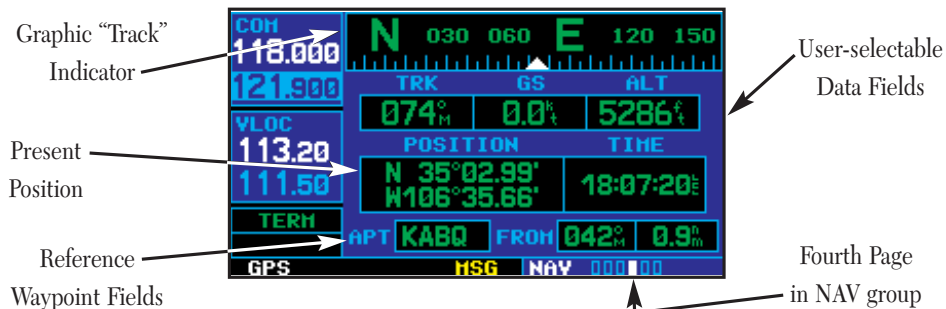 Graphic “Track”
Indicator
Present
Position
Reference
Waypoint Fields
COM
118.000
121.900
VLOC
113.20
111.50
TERM
GPS
N 030 060 E 120 150
TRK GS ALT
074°M 0.0kt 5286ft
POSITION TIME
N 35°02.99'
W106°35.66'
18:07:20
APT KABQ FROM 042°M 0.9nm
MSG NAV
User-selectable
Data Fields
Fourth Page
in NAV group